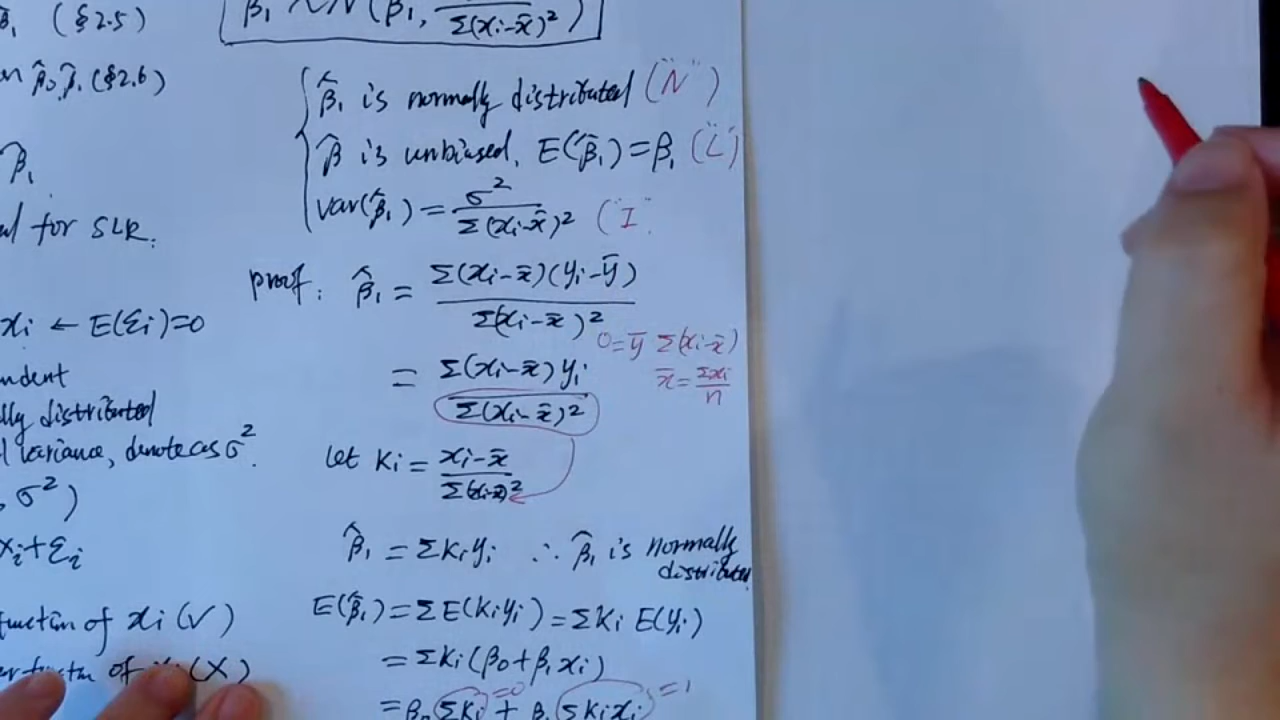 β̂₁ (§2.5)
on β̂₀, β̂₁ (§2.6)
β̂₁
for SLR.
xᵢ ← E(εᵢ)=0
ndent
lly distributed
variance, denote as σ².
, σ²)
xᵢ+εᵢ
function of xᵢ (√)
of xᵢ (X)
β̂₁ ~ N(β₁, / Σ(xᵢ-x̄)²)
β̂₁ is normally distributed ("N")
β̂ is unbiased, E(β̂₁) = β₁ ("L")
var(β̂₁) = σ² / Σ(xᵢ-x̄)² ("I"
proof: β̂₁ = Σ(xᵢ-x̄)(yᵢ-ȳ) / Σ(xᵢ-x̄)²
0=ȳ Σ(xᵢ-x̄)
= Σ(xᵢ-x̄)yᵢ / Σ(xᵢ-x̄)²
x̄ = Σxᵢ / n
let Kᵢ = xᵢ-x̄ / Σ(xᵢ-x̄)²
β̂₁ = ΣKᵢyᵢ ∴ β̂₁ is normally
distributed
E(β̂₁) = ΣE(Kᵢyᵢ) = ΣKᵢ E(yᵢ)
= ΣKᵢ(β₀+β₁xᵢ)
= β₀ ΣKᵢ =0 + β₁ ΣKᵢxᵢ =1